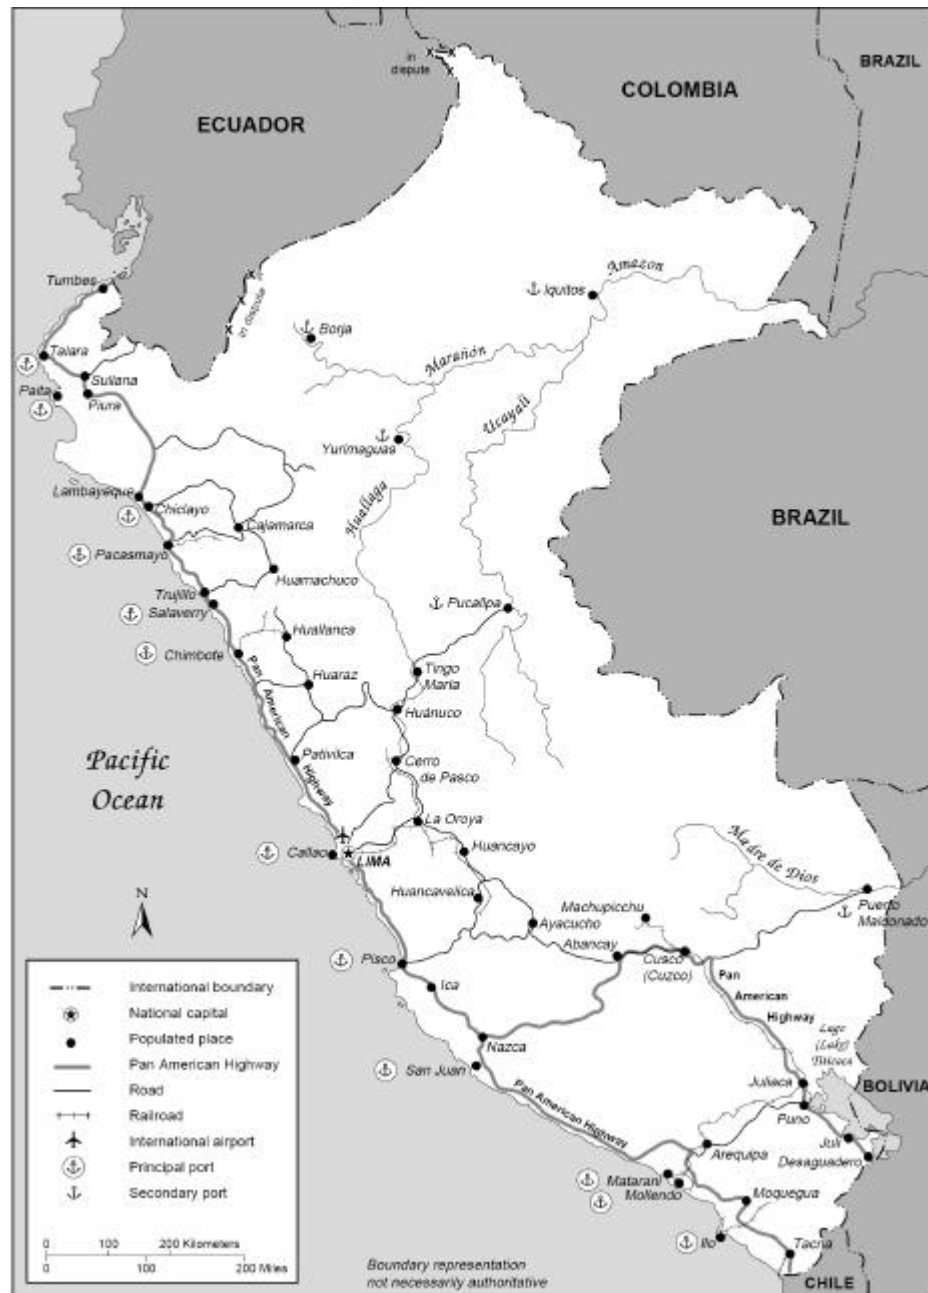 in
dispute
BRAZIL
COLOMBIA
ECUADOR
Amazon
Tumbes
Iquitos
in dispute
Borja
Talara
Marañón
Sullana
Paita
Piura
Ucayali
Yurimaguas
Lambayeque
Huallaga
Chiclayo
Cajamarca
BRAZIL
Pacasmayo
Huamachuco
Trujillo
Salaverry
Pucallpa
Huallanca
Chimbote
Pan American Highway
Huaraz
Tingo
María
Huánuco
Pacific
Ocean
Pativilca
Cerro
de Pasco
La Oroya
Madre de Dios
Callao
LIMA
Huancayo
Huancavelica
Machupicchu
Puerto
Maldonado
N
Ayacucho
Abancay
Cusco
(Cuzco)
Pisco
Pan
American
Highway
Ica
Lago
(Lake)
Titicaca
Nazca
San Juan
Juliaca
BOLIVIA
Pan American Highway
Puno
Juli
Arequipa
Desaguadero
Matarani
Mollendo
Moquegua
Ilo
Tacna
CHILE
International boundary
National capital
Populated place
Pan American Highway
Road
Railroad
International airport
Principal port
Secondary port
0 100 200 Kilometers
0 100 200 Miles
Boundary representation
not necessarily authoritative